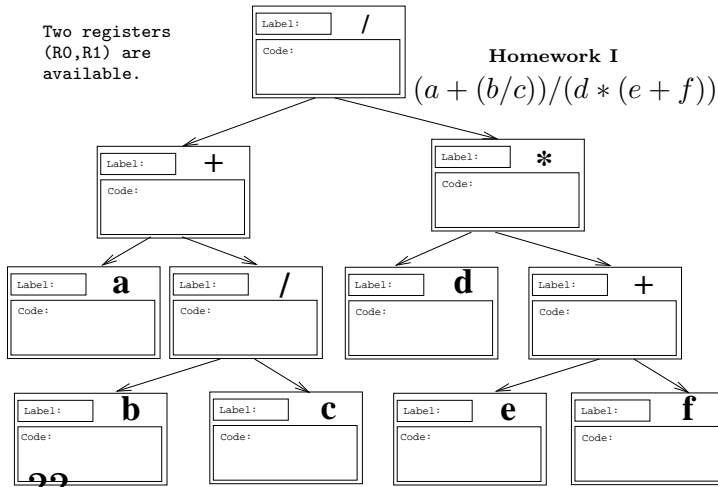 Two registers
(R0,R1) are
available.
Label: /
Code:
Homework I
(a + (b/c))/(d ∗ (e + f))
Label: +
Code:
Label: *
Code:
Label: a
Code:
Label: /
Code:
Label: d
Code:
Label: +
Code:
Label: b
Code:
Label: c
Code:
Label: e
Code:
Label: f
Code: